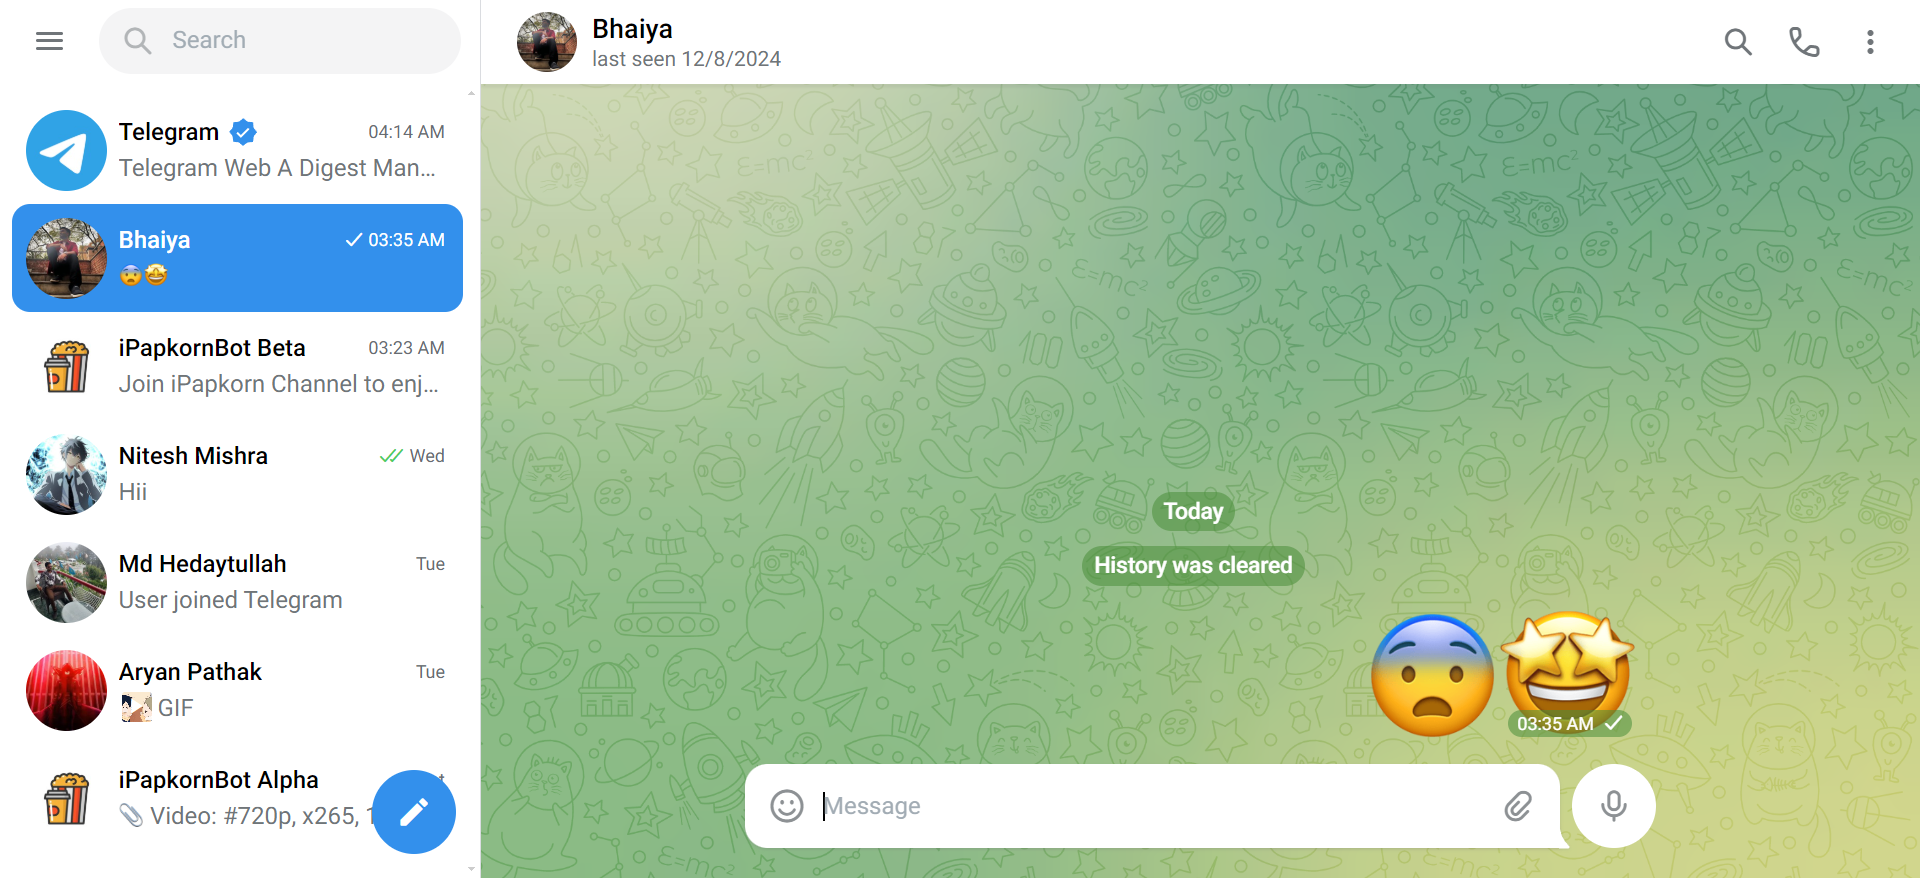 Search
Telegram
04:14 AM
Telegram Web A Digest Man...
Bhaiya
03:35 AM
😨🤩
iPapkornBot Beta
03:23 AM
Join iPapkorn Channel to enj...
Nitesh Mishra
Wed
Hii
Md Hedaytullah
Tue
User joined Telegram
Aryan Pathak
Tue
GIF
iPapkornBot Alpha
Video: #720p, x265, 1
Bhaiya
last seen 12/8/2024
Today
History was cleared
😨🤩
03:35 AM
Message